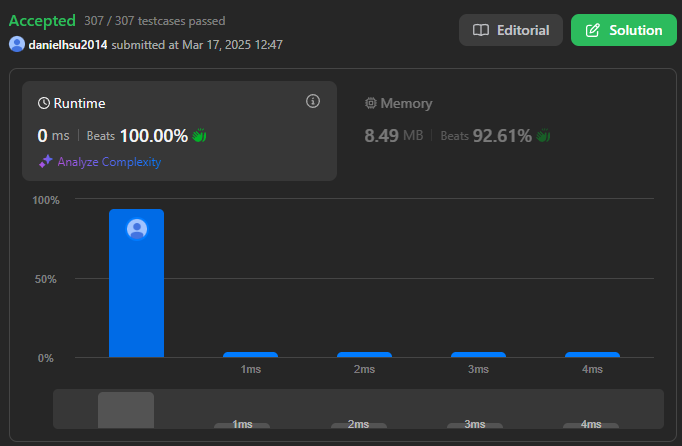 Accepted 307 / 307 testcases passed
Editorial
Solution
danielhsu2014 submitted at Mar 17, 2025 12:47
Runtime
0 ms | Beats 100.00%
Analyze Complexity
Memory
8.49 MB | Beats 92.61%
100%
50%
0%
1ms 2ms 3ms 4ms
1ms 2ms 3ms 4ms